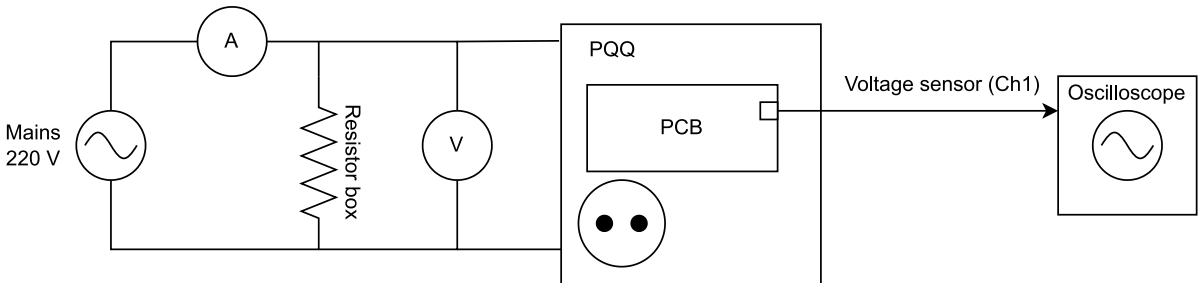 A
PQQ
Voltage sensor (Ch1)
Oscilloscope
Mains
220 V
Resistor box
V
PCB